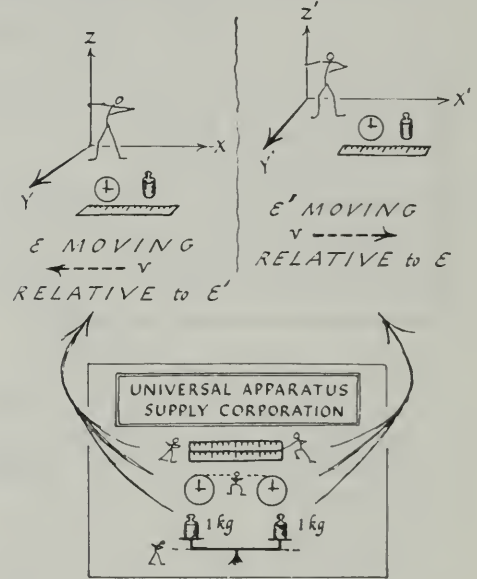 Z
X
Y
ε MOVING
v
RELATIVE to ε'
Z'
X'
Y'
ε' MOVING
v
RELATIVE to ε
UNIVERSAL APPARATUS
SUPPLY CORPORATION
1 kg 1 kg